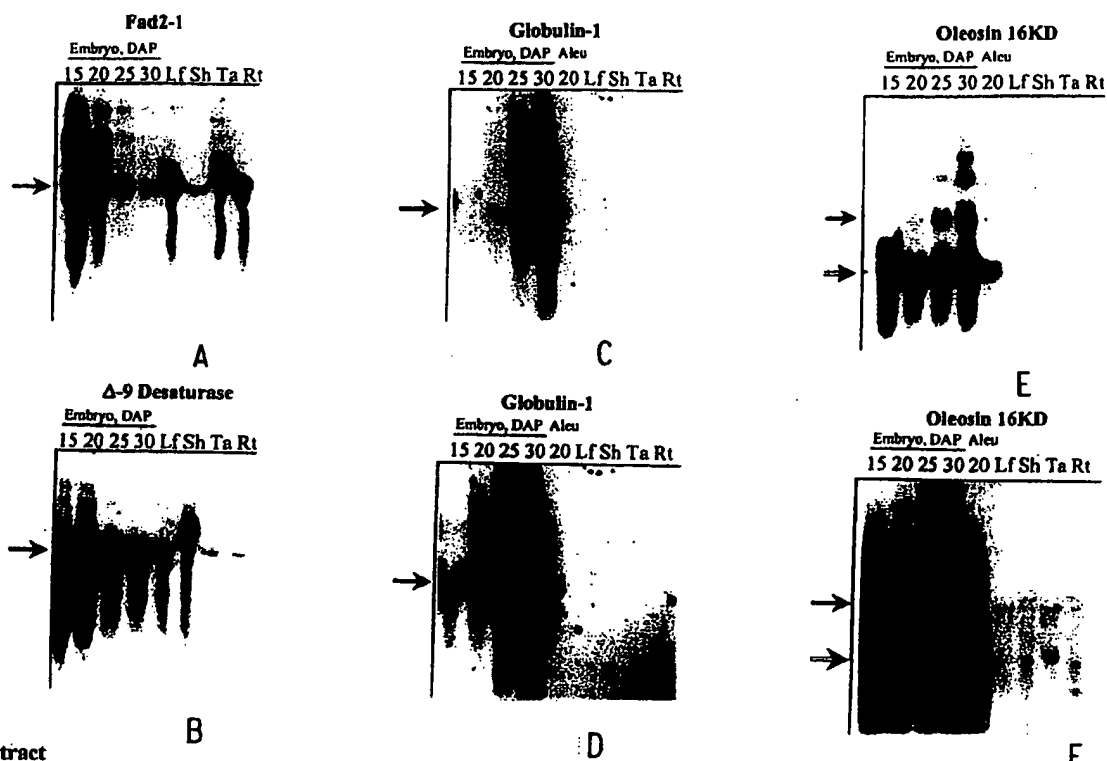 Fad2-1
Embryo, DAP
15 20 25 30 Lf Sh Ta Rt
A
Globulin-1
Embryo, DAP Aleu
15 20 25 30 20 Lf Sh Ta Rt
C
Oleosin 16KD
Embryo, DAP Aleu
15 20 25 30 20 Lf Sh Ta Rt
E
Δ-9 Desaturase
Embryo, DAP
15 20 25 30 Lf Sh Ta Rt
B
Globulin-1
Embryo, DAP Aleu
15 20 25 30 20 Lf Sh Ta Rt
D
Oleosin 16KD
Embryo, DAP Aleu
15 20 25 30 20 Lf Sh Ta Rt
F
tract